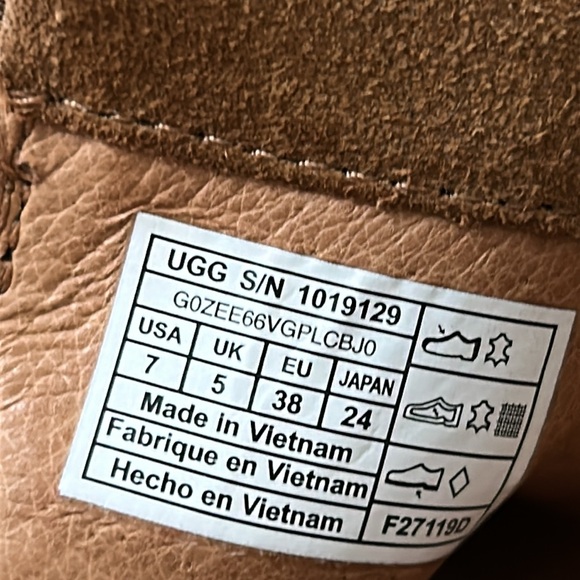 UGG S/N 1019129
G0ZEE66VGPLCBJ0
USA UK EU JAPAN
7 5 38 24
Made in Vietnam
Fabrique en Vietnam
Hecho en Vietnam
F27119D